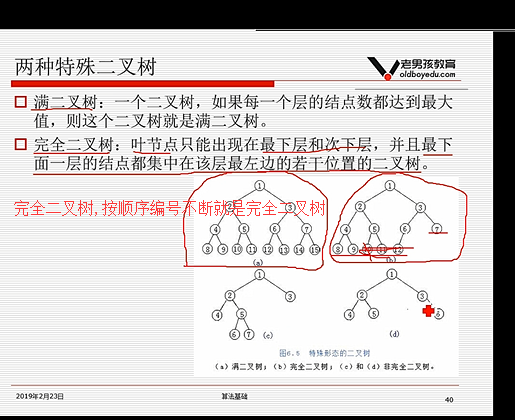 两种特殊二叉树
老男孩教育
oldboyedu.com
满二叉树：一个二叉树，如果每一个层的结点数都达到最大
值，则这个二叉树就是满二叉树。
完全二叉树：叶节点只能出现在最下层和次下层，并且最下
面一层的结点都集中在该层最左边的若干位置的二叉树。
完全二叉树,按顺序编号不断就是完全二叉树
1 1
2 3 2 3
4 5 6 7 4 5 6 7
8 9 10 11 12 13 14 15 8 9 10 11 12
(a) (b)
1 1
2 3 2 3
4 5 4 5 6
6 7 (c) (d)
图6.5 特殊形态的二叉树
(a)满二叉树；(b)完全二叉树；(c)和(d)非完全二叉树。
2019年2月23日 算法基础 40